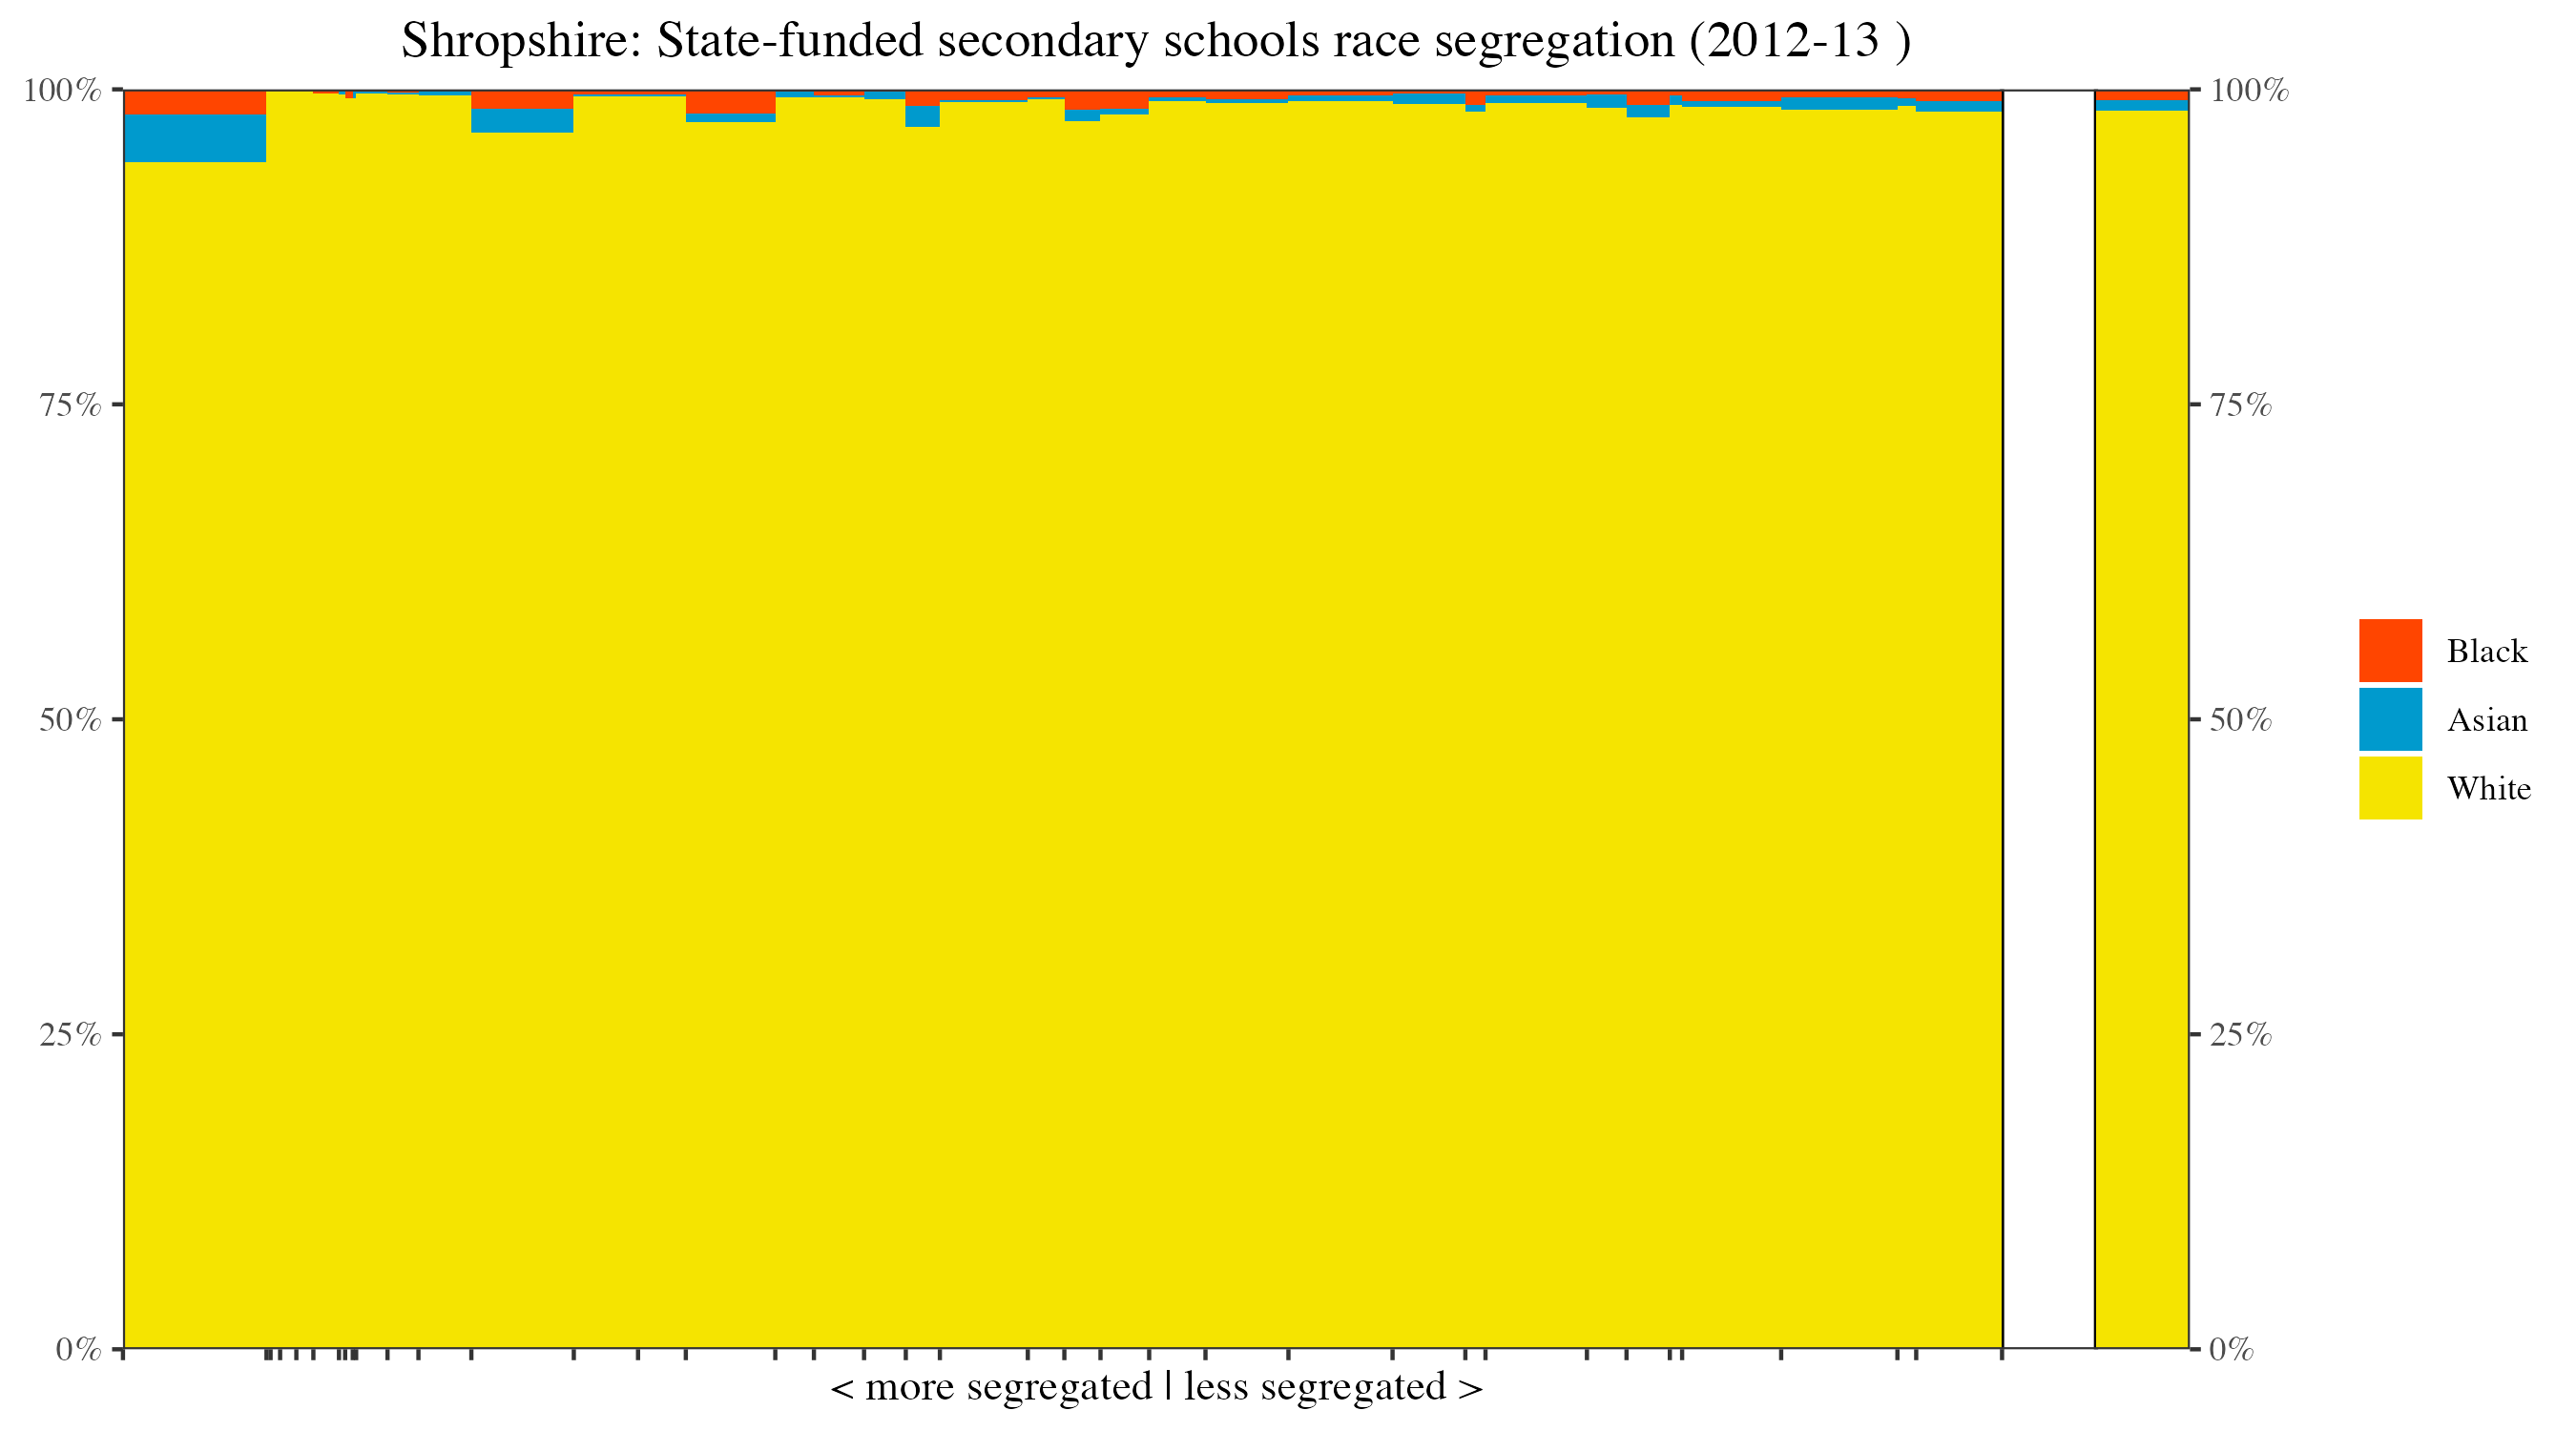 Shropshire: State-funded secondary schools race segregation (2012-13 )
100%
75%
50%
25%
0%
100%
75%
50%
25%
0%
Black
Asian
White
< more segregated | less segregated >